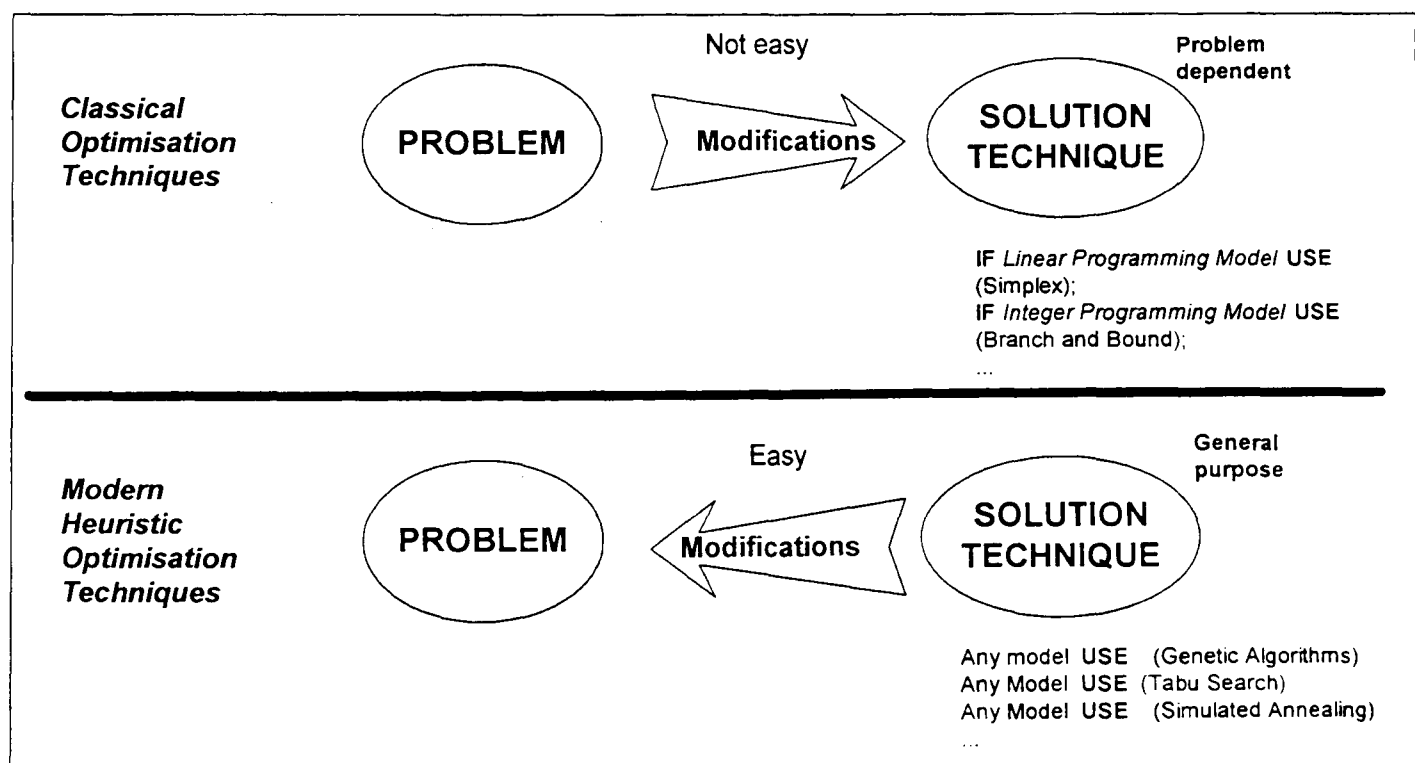 Not easy
Problem
dependent
Classical
Optimisation
Techniques
PROBLEM
Modifications
SOLUTION
TECHNIQUE
IF Linear Programming Model USE
(Simplex);
IF Integer Programming Model USE
(Branch and Bound);
...
Easy
General
purpose
Modern
Heuristic
Optimisation
Techniques
PROBLEM
Modifications
SOLUTION
TECHNIQUE
Any model USE (Genetic Algorithms)
Any Model USE (Tabu Search)
Any Model USE (Simulated Annealing)
...